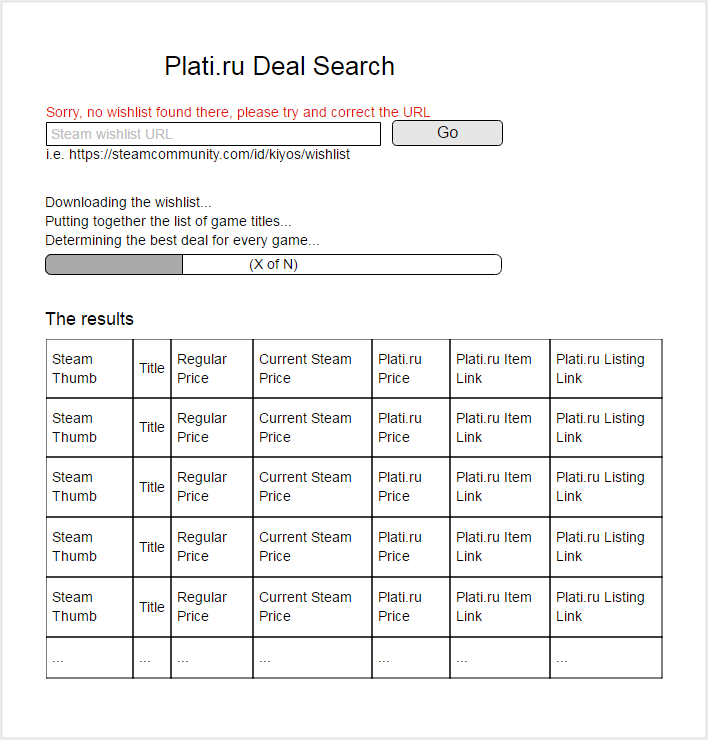 Plati.ru Deal Search
Sorry, no wishlist found there, please try and correct the URL
Steam wishlist URL
Go
i.e. https://steamcommunity.com/id/kiyos/wishlist
Downloading the wishlist...
Putting together the list of game titles...
Determining the best deal for every game...
(X of N)
The results
Steam Thumb Title Regular Price Current Steam Price Plati.ru Price Plati.ru Item Link Plati.ru Listing Link
Steam Thumb Title Regular Price Current Steam Price Plati.ru Price Plati.ru Item Link Plati.ru Listing Link
Steam Thumb Title Regular Price Current Steam Price Plati.ru Price Plati.ru Item Link Plati.ru Listing Link
Steam Thumb Title Regular Price Current Steam Price Plati.ru Price Plati.ru Item Link Plati.ru Listing Link
Steam Thumb Title Regular Price Current Steam Price Plati.ru Price Plati.ru Item Link Plati.ru Listing Link
... ... ... ... ... ... ...